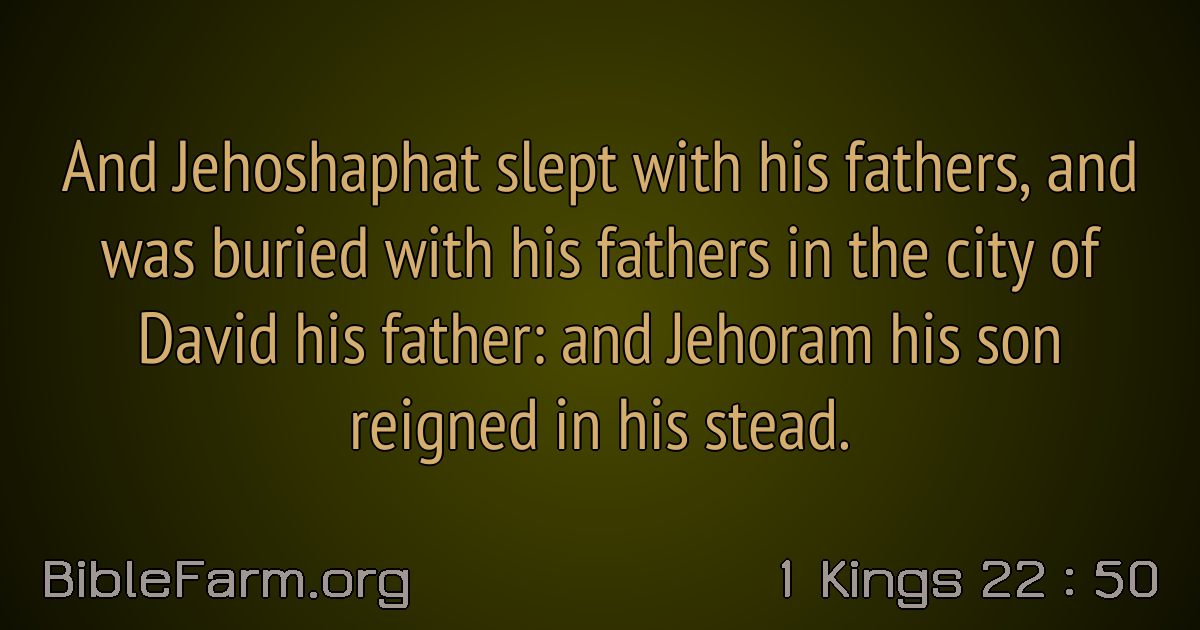 And Jehoshaphat slept with his fathers, and
was buried with his fathers in the city of
David his father: and Jehoram his son
reigned in his stead.
BibleFarm.org
1 Kings 22 : 50